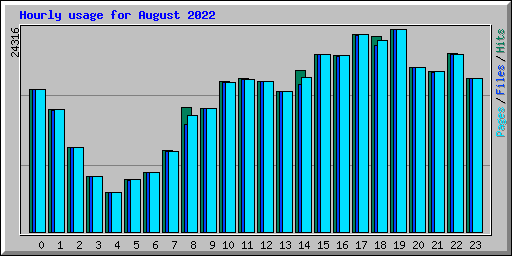 Hourly usage for August 2022
24316
Pages/Files/Hits
0 1 2 3 4 5 6 7 8 9 10 11 12 13 14 15 16 17 18 19 20 21 22 23